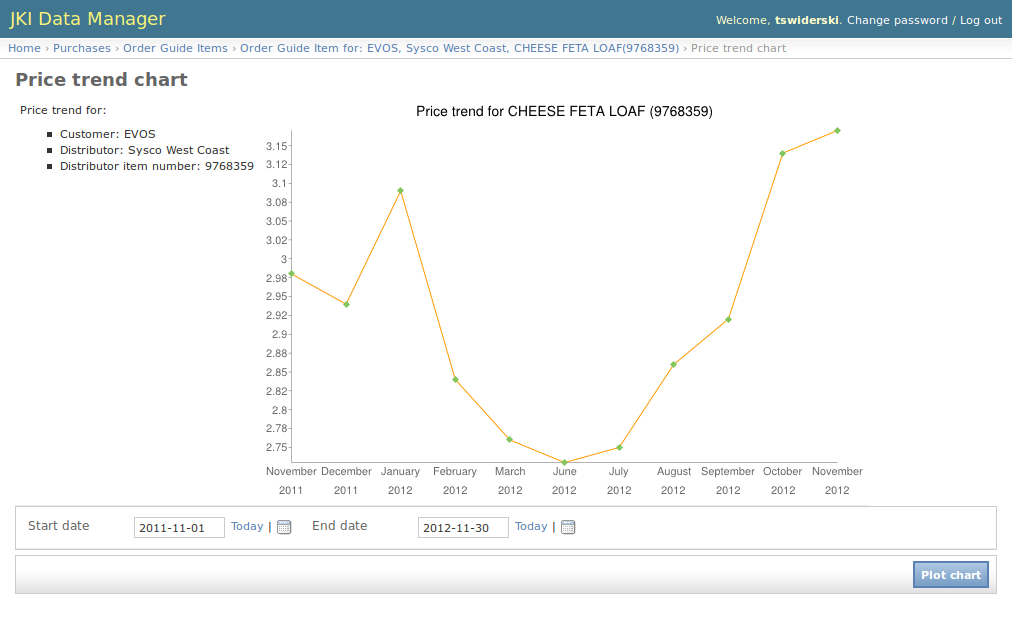 JKI Data Manager
Welcome, tswiderski. Change password / Log out
Home › Purchases › Order Guide Items › Order Guide Item for: EVOS, Sysco West Coast, CHEESE FETA LOAF(9768359) › Price trend chart
Price trend chart
Price trend for:
Customer: EVOS
Distributor: Sysco West Coast
Distributor item number: 9768359
Price trend for CHEESE FETA LOAF (9768359)
3.15
3.12
3.1
3.08
3.05
3.02
3
2.98
2.95
2.92
2.9
2.88
2.85
2.82
2.8
2.78
2.75
November December January February March June July August September October November
2011 2011 2012 2012 2012 2012 2012 2012 2012 2012 2012
Start date 2011-11-01 Today | End date 2012-11-30 Today |
Plot chart